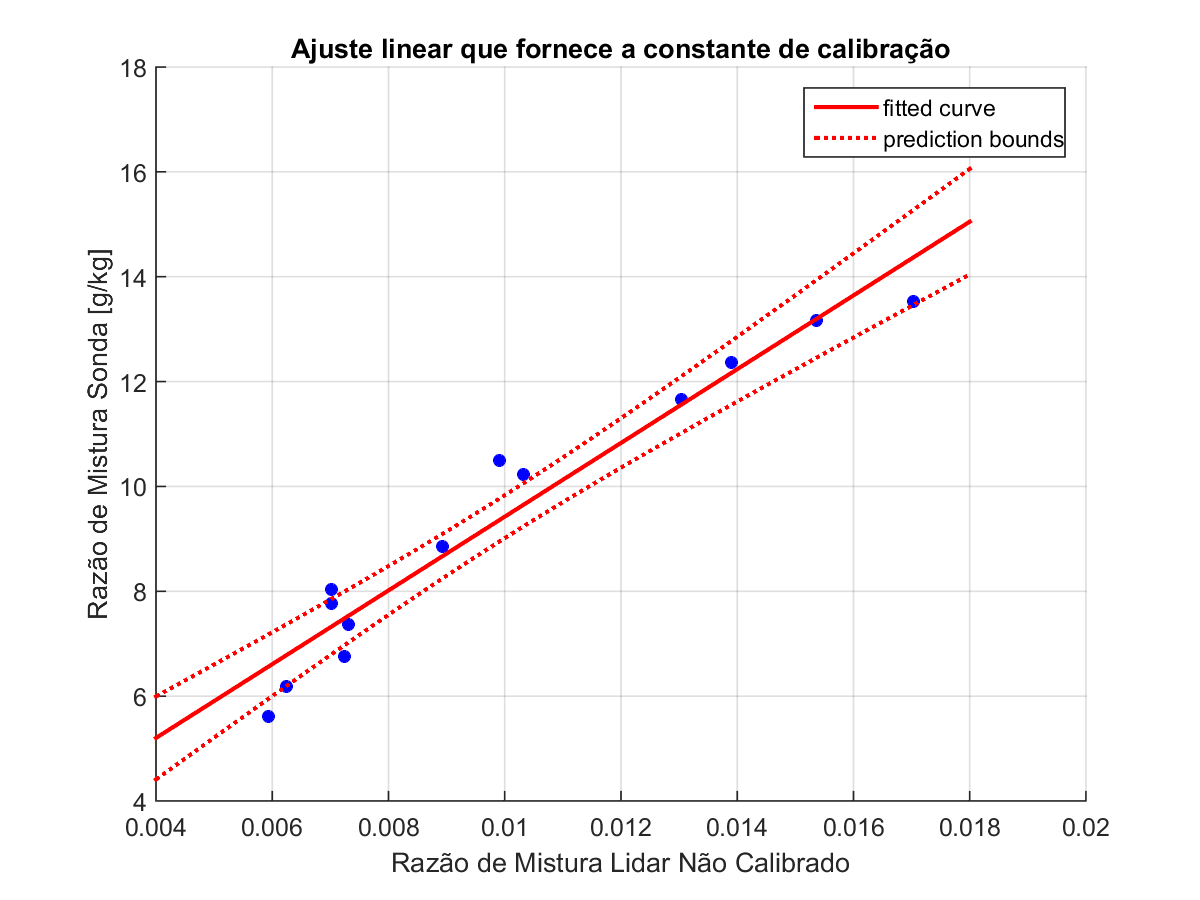 Ajuste linear que fornece a constante de calibração
fitted curve
prediction bounds
Razão de Mistura Sonda [g/kg]
18
16
14
12
10
8
6
4
0.004 0.006 0.008 0.01 0.012 0.014 0.016 0.018 0.02
Razão de Mistura Lidar Não Calibrado